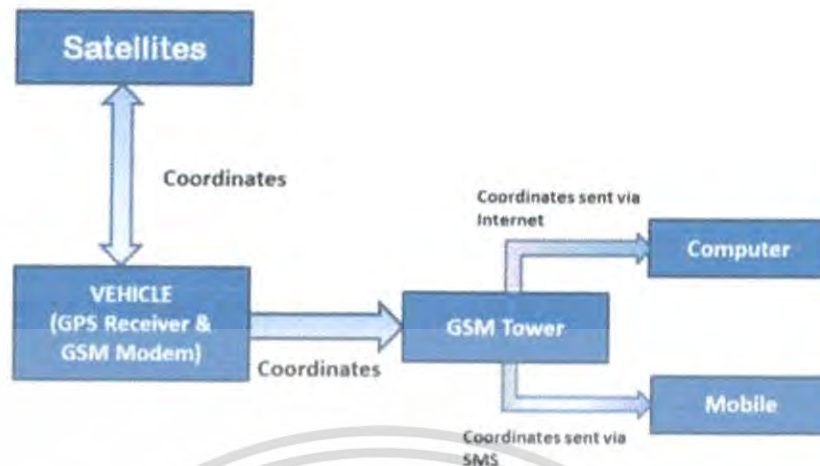 Satellites
Coordinates
VEHICLE
(GPS Receiver &
GSM Modem)
Coordinates
GSM Tower
Coordinates sent via
Internet
Computer
Mobile
Coordinates sent via
SMS